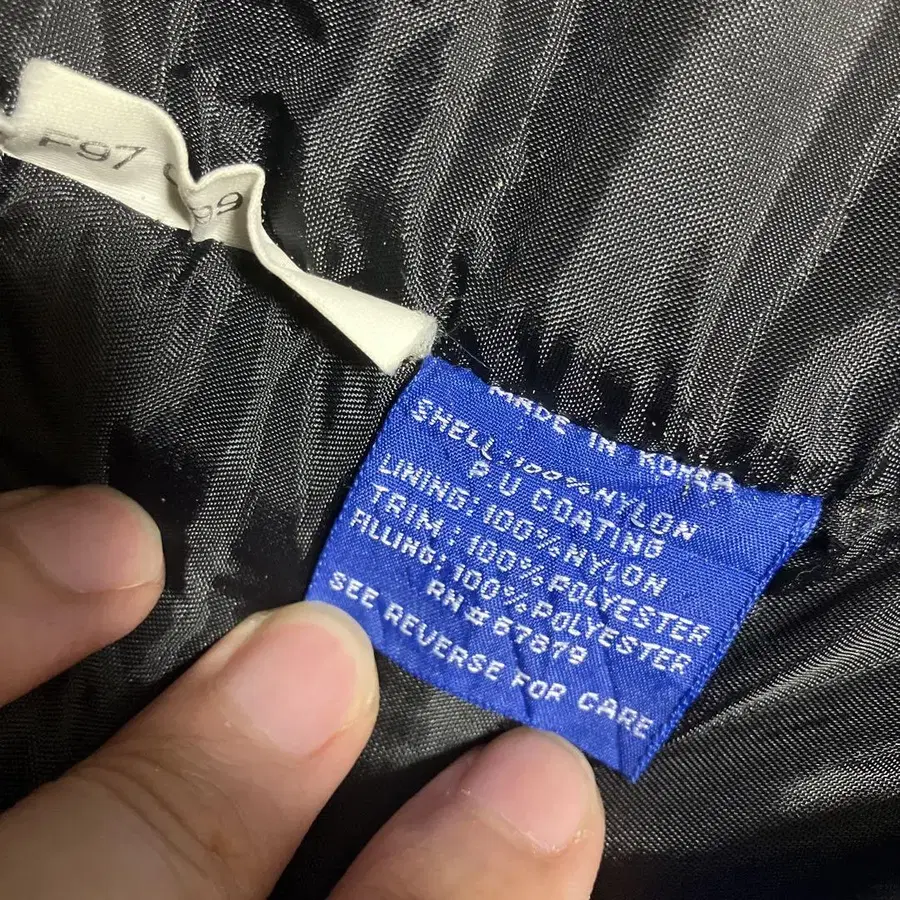 F97
99
MADE IN KOREA
SHELL:100%NYLON
P.U COATING
LINING:100%NYLON
TRIM:100%POLYESTER
FILLING:100%POLYESTER
RN#67879
SEE REVERSE FOR CARE